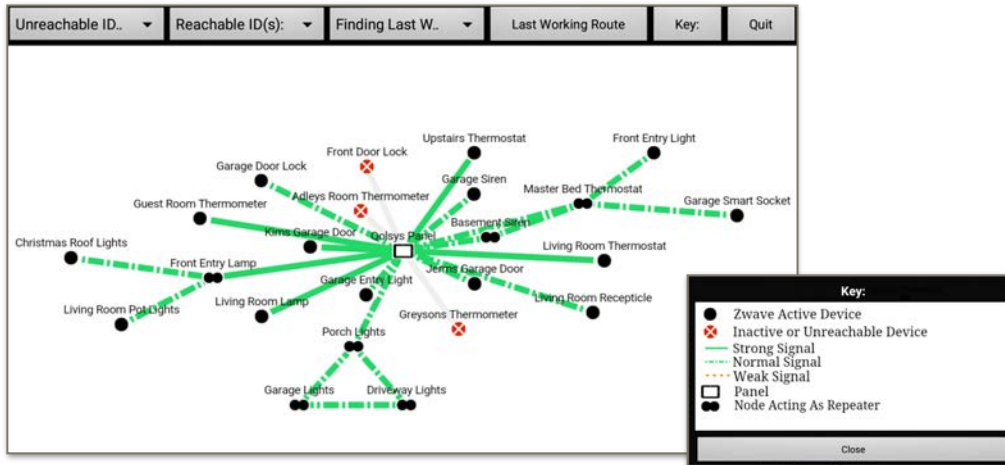 Unreachable ID..
Reachable ID(s):
Finding Last W..
Last Working Route
Key:
Quit
Upstairs Thermostat
Front Entry Light
Front Door Lock
Garage Door Lock
Garage Siren
Master Bed Thermostat
Adleys Room Thermometer
Guest Room Thermometer
Garage Smart Socket
Basement Siren
Kims Garage Door
Qolsys Panel
Christmas Roof Lights
Living Room Thermostat
Front Entry Lamp
Jerms Garage Door
Garage Entry Light
Living Room Pot Lights
Living Room Lamp
Living Room Recepticle
Greysons Thermometer
Porch Lights
Garage Lights
Driveway Lights
Key:
Zwave Active Device
Inactive or Unreachable Device
Strong Signal
Normal Signal
Weak Signal
Panel
Node Acting As Repeater
Close